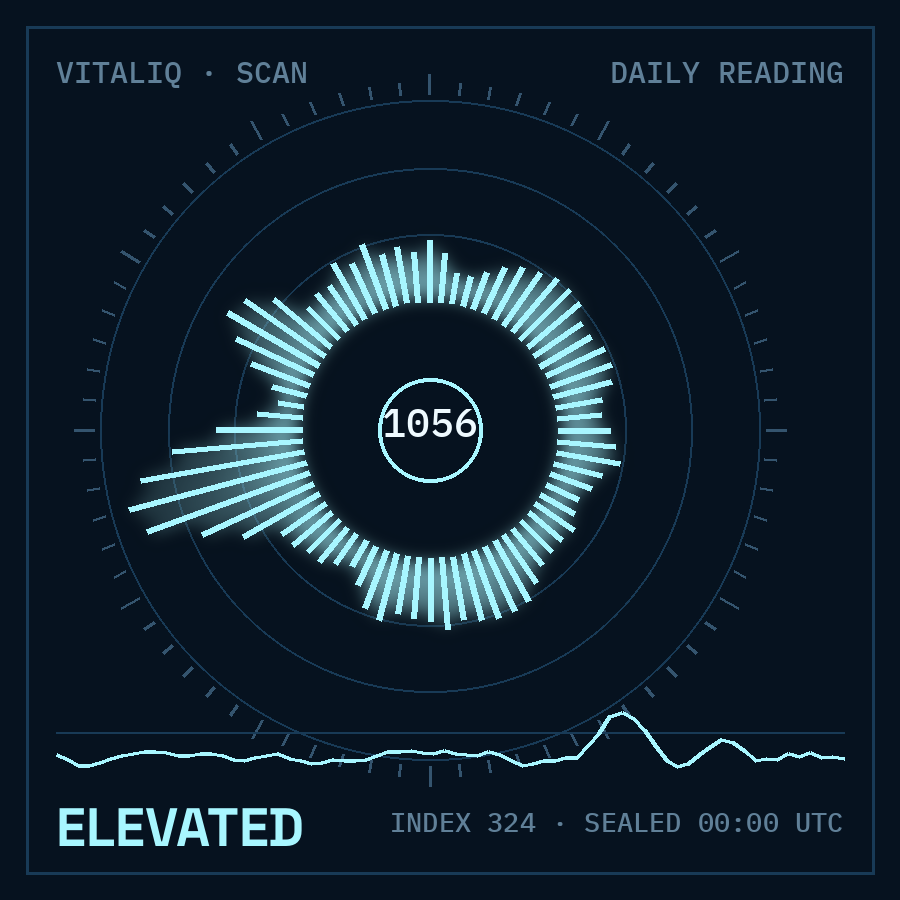 VITALIQ · SCAN
DAILY READING
1056
ELEVATED
INDEX 324 · SEALED 00:00 UTC